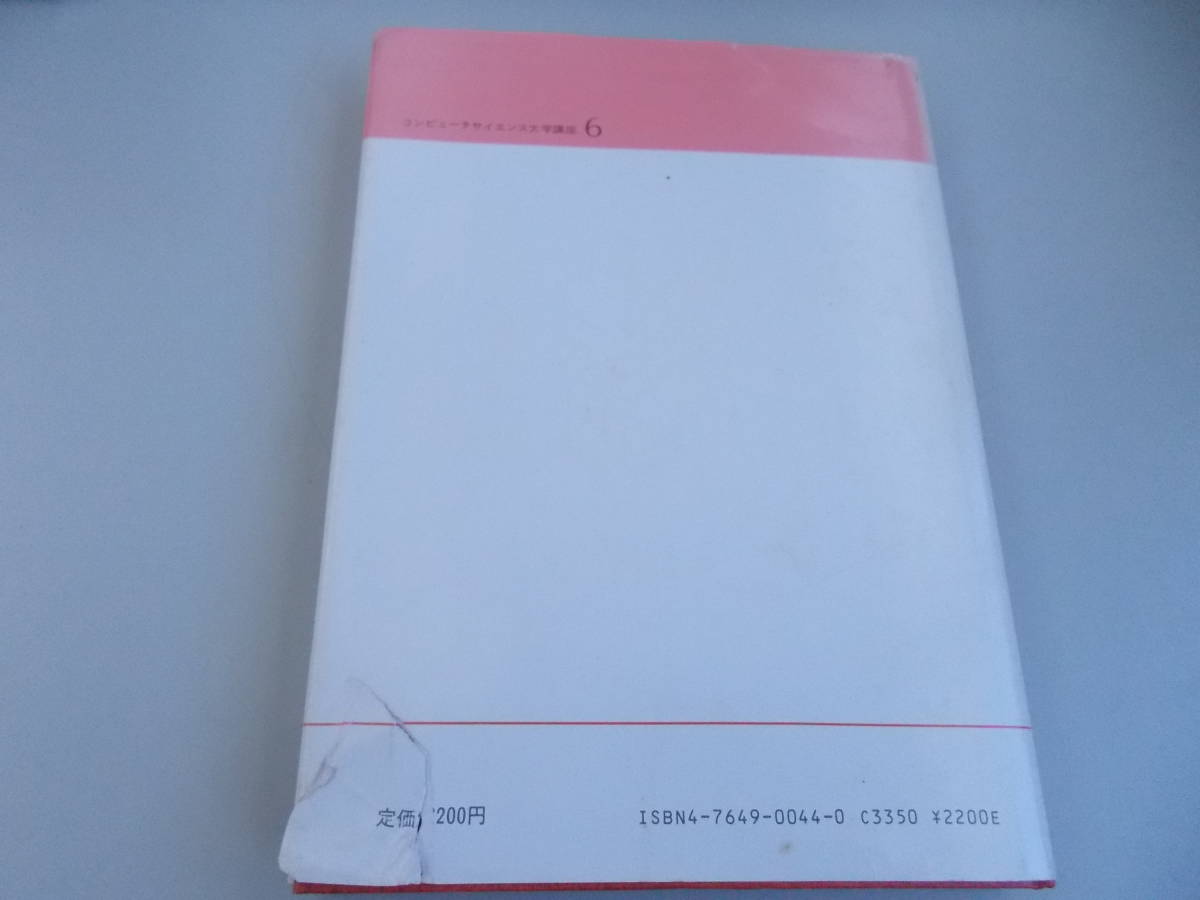 コンピュータサイエンス大学講座 6
定価 2200円
ISBN4-7649-0044-0 C3350 ¥2200E